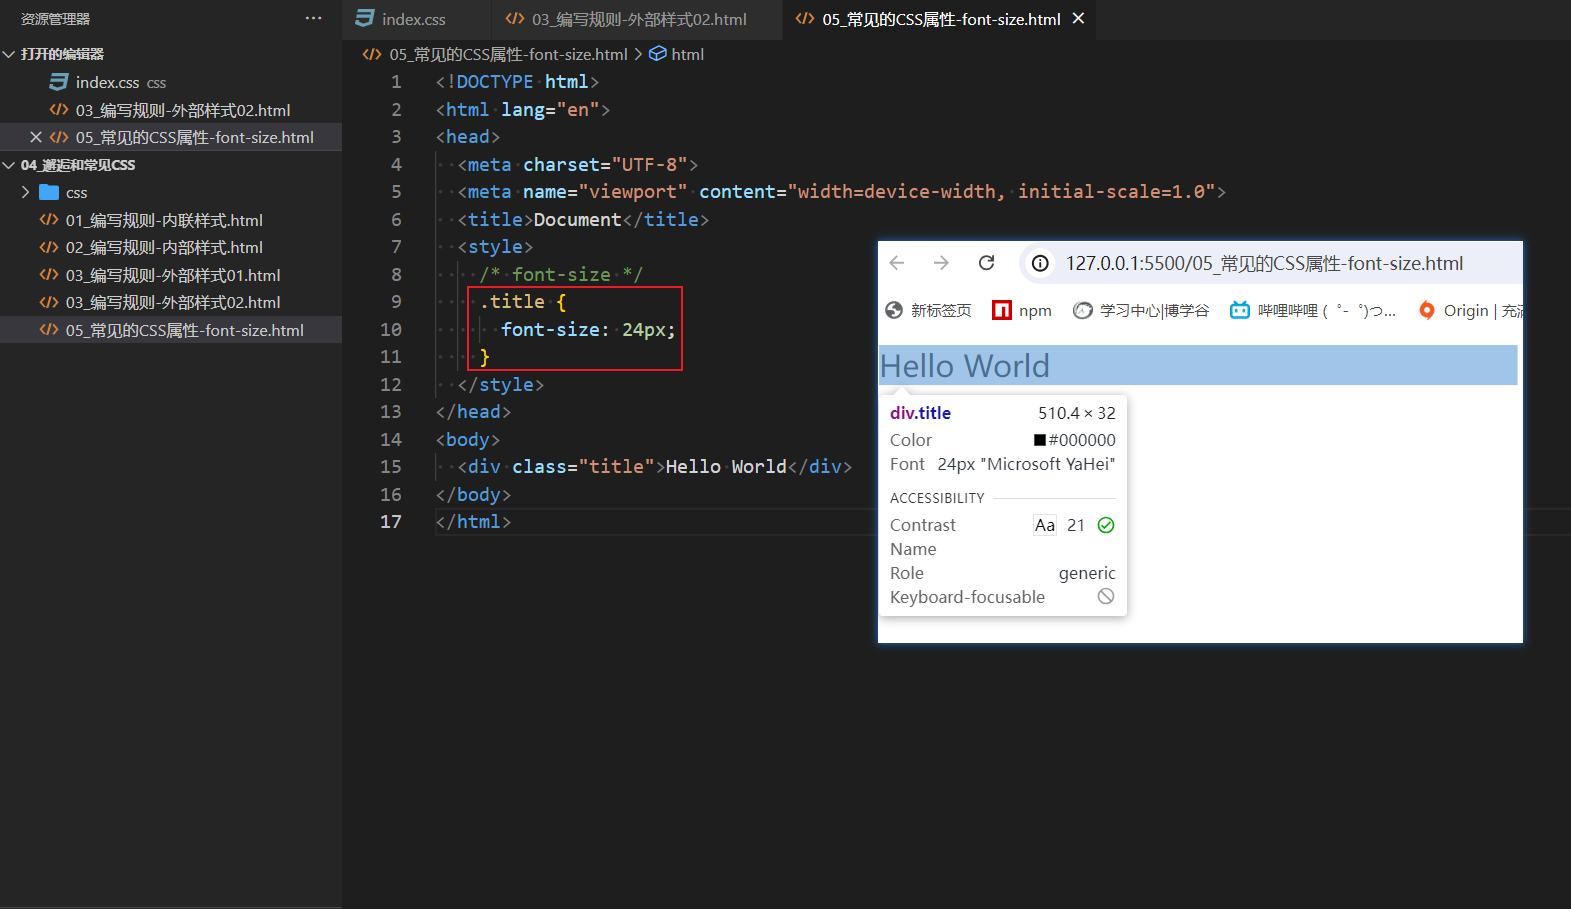 资源管理器 ···
打开的编辑器
index.css css
03_编写规则-外部样式02.html
05_常见的CSS属性-font-size.html
04_邂逅和常见CSS
css
01_编写规则-内联样式.html
02_编写规则-内部样式.html
03_编写规则-外部样式01.html
03_编写规则-外部样式02.html
05_常见的CSS属性-font-size.html
index.css 03_编写规则-外部样式02.html 05_常见的CSS属性-font-size.html
05_常见的CSS属性-font-size.html > html
1 <!DOCTYPE html>
2 <html lang="en">
3 <head>
4 <meta charset="UTF-8">
5 <meta name="viewport" content="width=device-width, initial-scale=1.0">
6 <title>Document</title>
7 <style>
8 /* font-size */
9 .title {
10 font-size: 24px;
11 }
12 </style>
13 </head>
14 <body>
15 <div class="title">Hello World</div>
16 </body>
17 </html>
127.0.0.1:5500/05_常见的CSS属性-font-size.html
新标签页 npm 学习中心|博学谷 哔哩哔哩 ( ゜- ゜)つ... Origin | 充满
Hello World
div.title 510.4 × 32
Color #000000
Font 24px "Microsoft YaHei"
ACCESSIBILITY
Contrast Aa 21
Name
Role generic
Keyboard-focusable